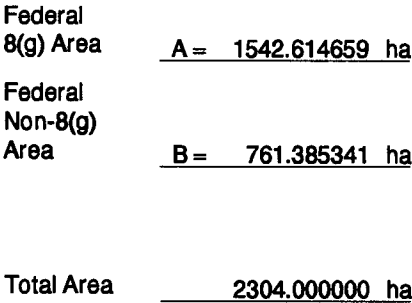 Federal
8(g) Area A = 1542.614659 ha
Federal
Non-8(g)
Area B = 761.385341 ha
Total Area 2304.000000 ha